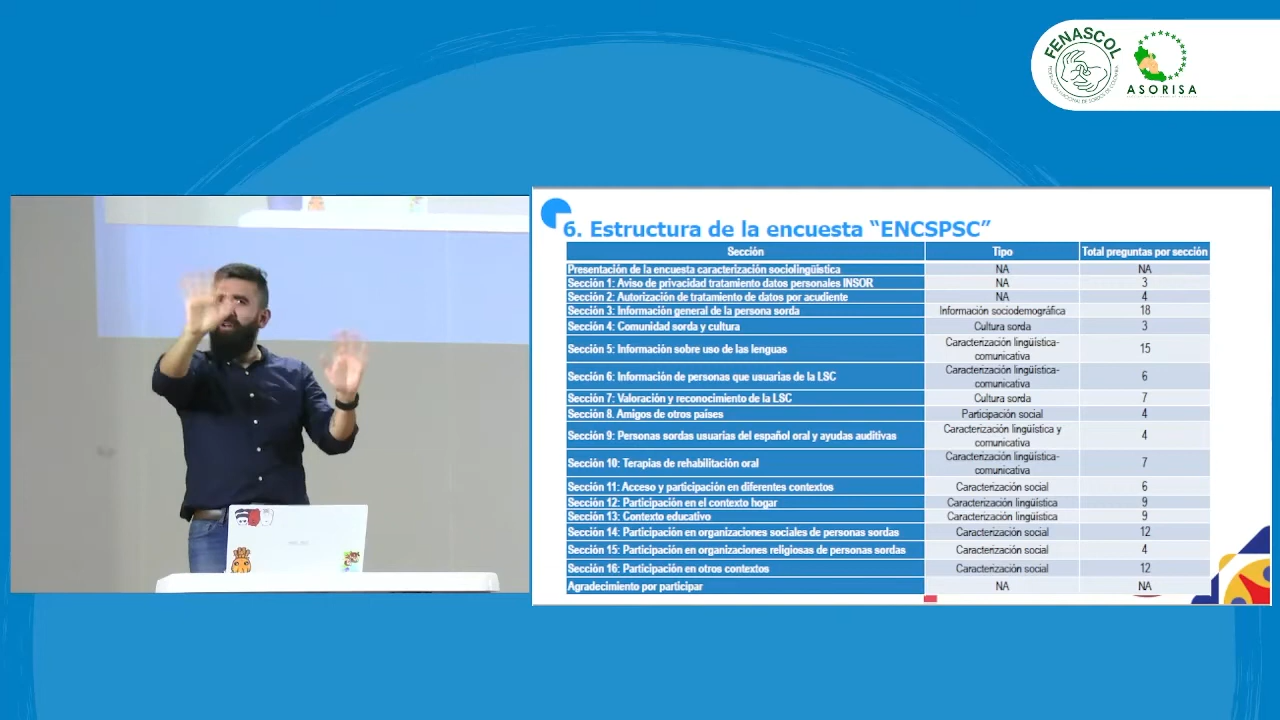 FENASCOL
FEDERACIÓN NACIONAL DE SORDOS DE COLOMBIA
ASORISA
6. Estructura de la encuesta “ENCSPSC”
Sección Tipo Total preguntas por sección
Presentación de la encuesta caracterización sociolingüística NA NA
Sección 1: Aviso de privacidad tratamiento datos personales INSOR NA 3
Sección 2: Autorización de tratamiento de datos por acudiente NA 4
Sección 3: Información general de la persona sorda Información sociodemográfica 18
Sección 4: Comunidad sorda y cultura Cultura sorda 3
Sección 5: Información sobre uso de las lenguas Caracterización lingüística-
comunicativa 15
Sección 6: Información de personas que usuarias de la LSC Caracterización lingüística-
comunicativa 6
Sección 7: Valoración y reconocimiento de la LSC Cultura sorda 7
Sección 8. Amigos de otros países Participación social 4
Sección 9: Personas sordas usuarias del español oral y ayudas auditivas Caracterización lingüística y
comunicativa 4
Sección 10: Terapias de rehabilitación oral Caracterización lingüística-
comunicativa 7
Sección 11: Acceso y participación en diferentes contextos Caracterización social 6
Sección 12: Participación en el contexto hogar Caracterización lingüística 9
Sección 13: Contexto educativo Caracterización lingüística 9
Sección 14: Participación en organizaciones sociales de personas sordas Caracterización social 12
Sección 15: Participación en organizaciones religiosas de personas sordas Caracterización social 4
Sección 16: Participación en otros contextos Caracterización social 12
Agradecimiento por participar NA NA